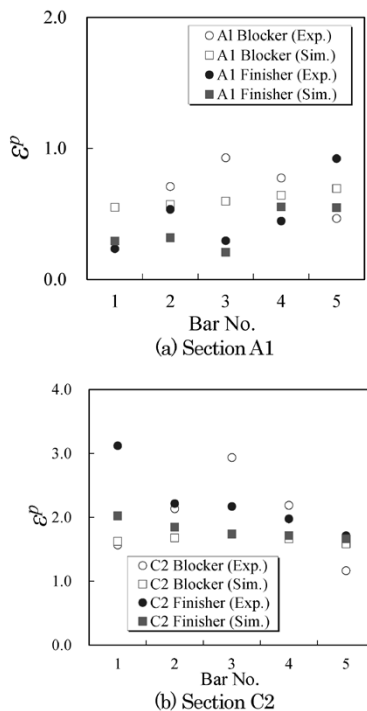 2.0
○ Al Blocker (Exp.)
□ A1 Blocker (Sim.)
● A1 Finisher (Exp.)
■ A1 Finisher (Sim.)
εᵖ
1.0
0.0
1 2 3 4 5
Bar No.
(a) Section A1
4.0
3.0
εᵖ
2.0
1.0
○ C2 Blocker (Exp.)
□ C2 Blocker (Sim.)
● C2 Finisher (Exp.)
■ C2 Finisher (Sim.)
0.0
1 2 3 4 5
Bar No.
(b) Section C2